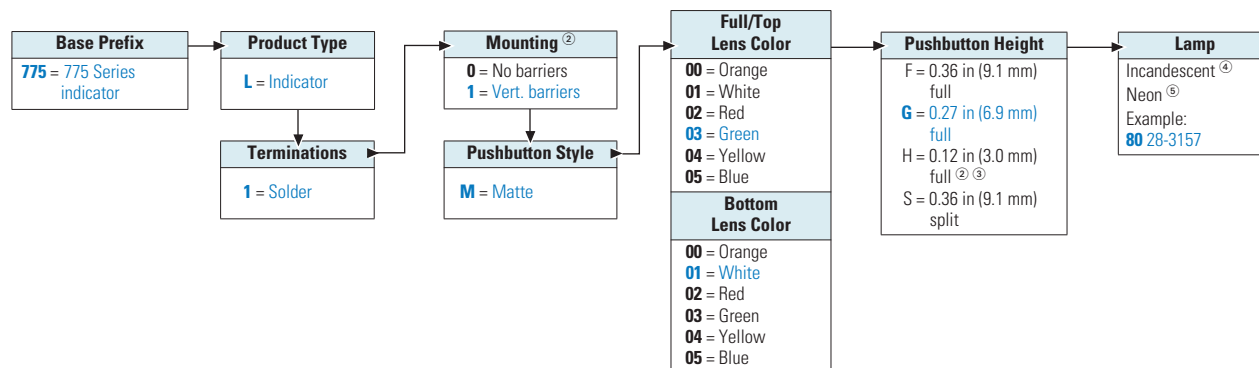 Base Prefix
775 = 775 Series
indicator
Product Type
L = Indicator
Terminations
1 = Solder
Mounting ②
0 = No barriers
1 = Vert. barriers
Pushbutton Style
M = Matte
Full/Top
Lens Color
00 = Orange
01 = White
02 = Red
03 = Green
04 = Yellow
05 = Blue
Bottom
Lens Color
00 = Orange
01 = White
02 = Red
03 = Green
04 = Yellow
05 = Blue
Pushbutton Height
F = 0.36 in (9.1 mm)
full
G = 0.27 in (6.9 mm)
full
H = 0.12 in (3.0 mm)
full ② ③
S = 0.36 in (9.1 mm)
split
Lamp
Incandescent ④
Neon ⑤
Example:
80 28-3157